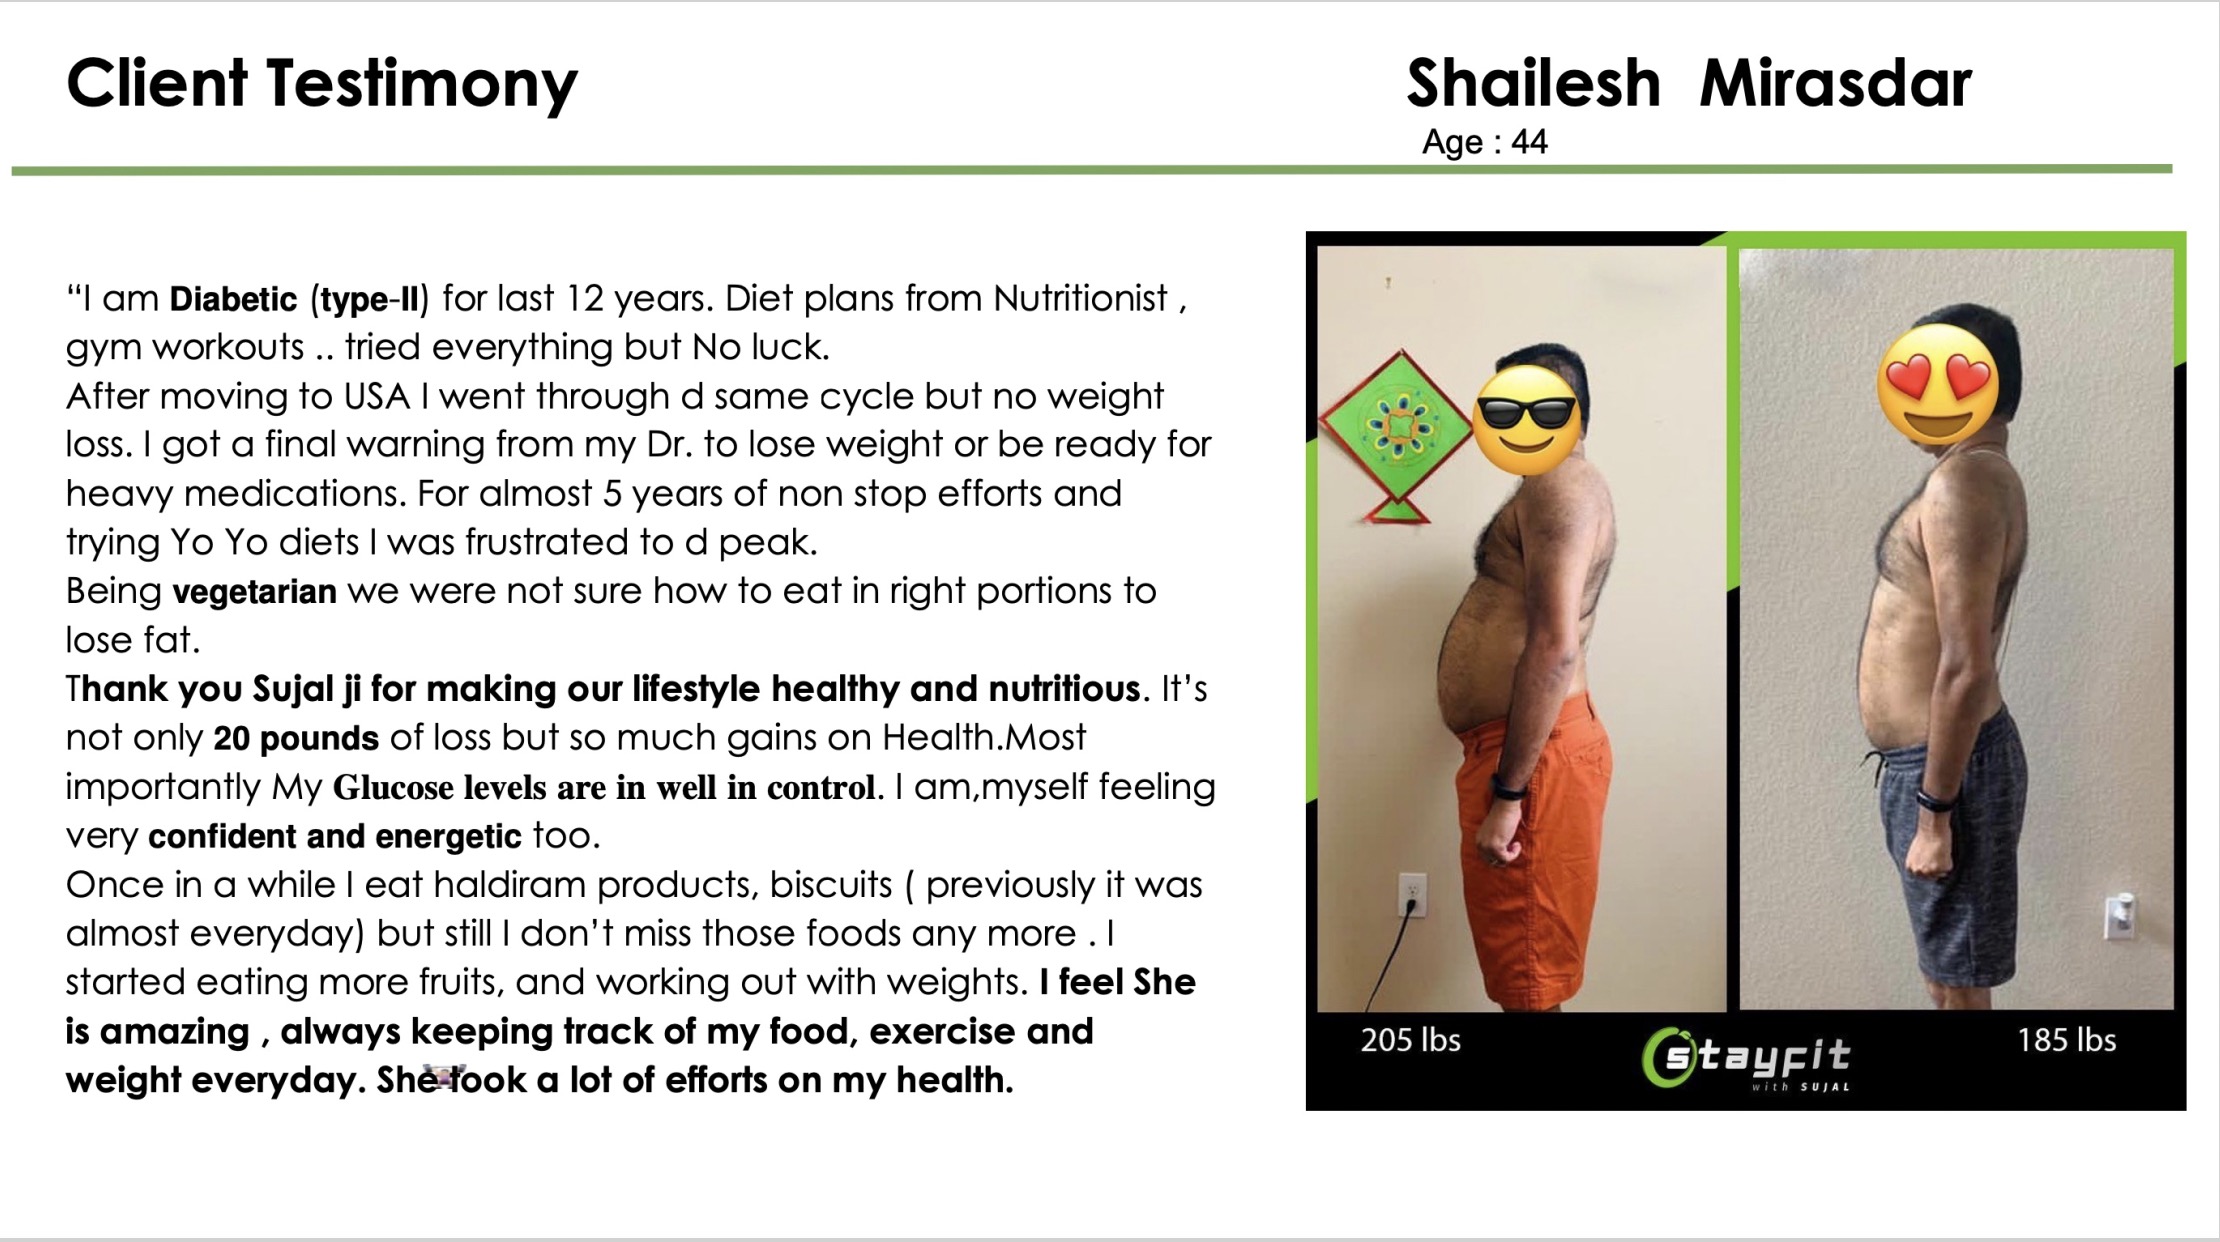 Client Testimony
Shailesh  Mirasdar
Age : 44
“I am Diabetic (type-II) for last 12 years. Diet plans from Nutritionist ,
gym workouts .. tried everything but No luck.
After moving to USA I went through d same cycle but no weight
loss. I got a final warning from my Dr. to lose weight or be ready for
heavy medications. For almost 5 years of non stop efforts and
trying Yo Yo diets I was frustrated to d peak.
Being vegetarian we were not sure how to eat in right portions to
lose fat.
Thank you Sujal ji for making our lifestyle healthy and nutritious. It’s
not only 20 pounds of loss but so much gains on Health.Most
importantly My Glucose levels are in well in control. I am,myself feeling
very confident and energetic too.
Once in a while I eat haldiram products, biscuits ( previously it was
almost everyday) but still I don’t miss those foods any more . I
started eating more fruits, and working out with weights. I feel She
is amazing , always keeping track of my food, exercise and
weight everyday. She took a lot of efforts on my health.
205 lbs
stayfit
with SUJAL
185 lbs